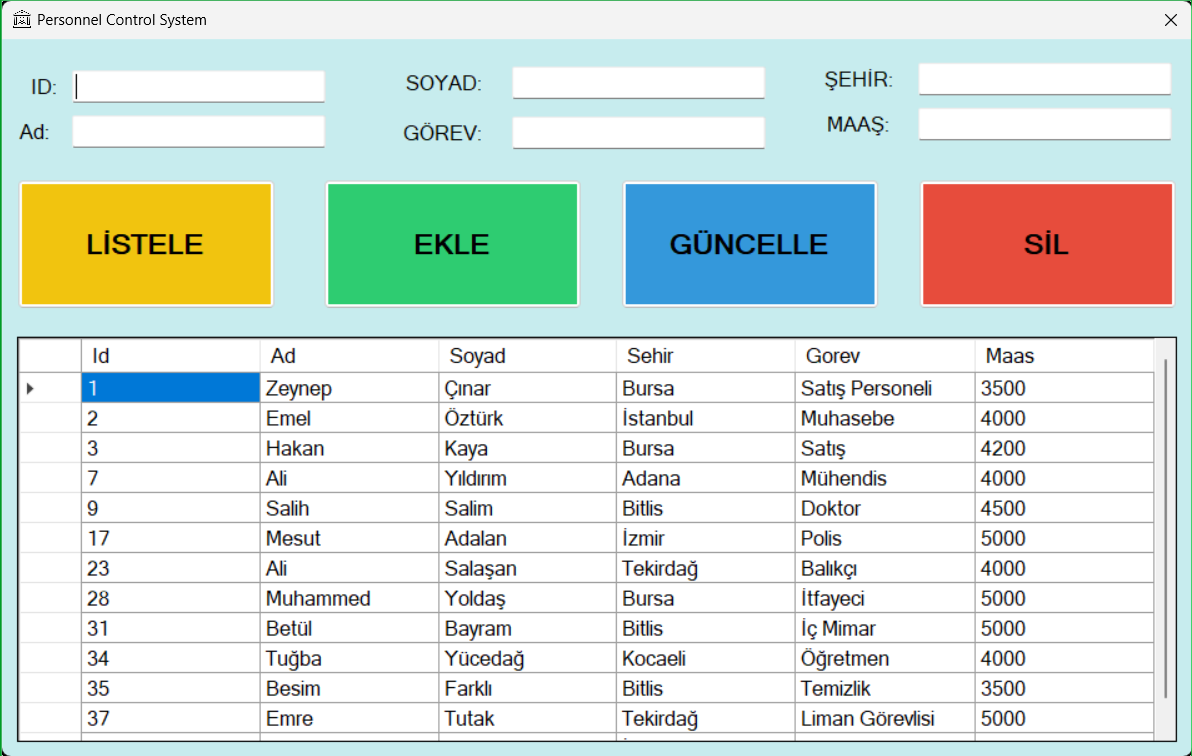 Personnel Control System
ID: SOYAD: ŞEHİR:
Ad: GÖREV: MAAŞ:
LİSTELE EKLE GÜNCELLE SİL
Id Ad Soyad Sehir Gorev Maas
1 Zeynep Çınar Bursa Satış Personeli 3500
2 Emel Öztürk İstanbul Muhasebe 4000
3 Hakan Kaya Bursa Satış 4200
7 Ali Yıldırım Adana Mühendis 4000
9 Salih Salim Bitlis Doktor 4500
17 Mesut Adalan İzmir Polis 5000
23 Ali Salaşan Tekirdağ Balıkçı 4000
28 Muhammed Yoldaş Bursa İtfayeci 5000
31 Betül Bayram Bitlis İç Mimar 5000
34 Tuğba Yücedağ Kocaeli Öğretmen 4000
35 Besim Farklı Bitlis Temizlik 3500
37 Emre Tutak Tekirdağ Liman Görevlisi 5000